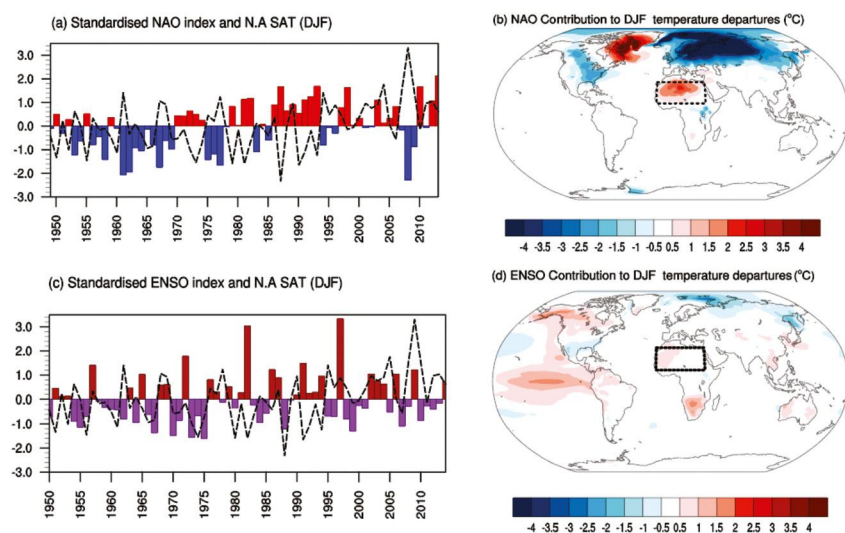 (a) Standardised NAO index and N.A SAT (DJF)
3.0
2.0
1.0
0.0
-1.0
-2.0
-3.0
1950 1955 1960 1965 1970 1975 1980 1985 1990 1995 2000 2005 2010
(b) NAO Contribution to DJF temperature departures (°C)
-4 -3.5 -3 -2.5 -2 -1.5 -1 -0.5 0.5 1 1.5 2 2.5 3 3.5 4
(c) Standardised ENSO index and N.A SAT (DJF)
3.0
2.0
1.0
0.0
-1.0
-2.0
-3.0
1950 1955 1960 1965 1970 1975 1980 1985 1990 1995 2000 2005 2010
(d) ENSO Contribution to DJF temperature departures (°C)
-4 -3.5 -3 -2.5 -2 -1.5 -1 -0.5 0.5 1 1.5 2 2.5 3 3.5 4